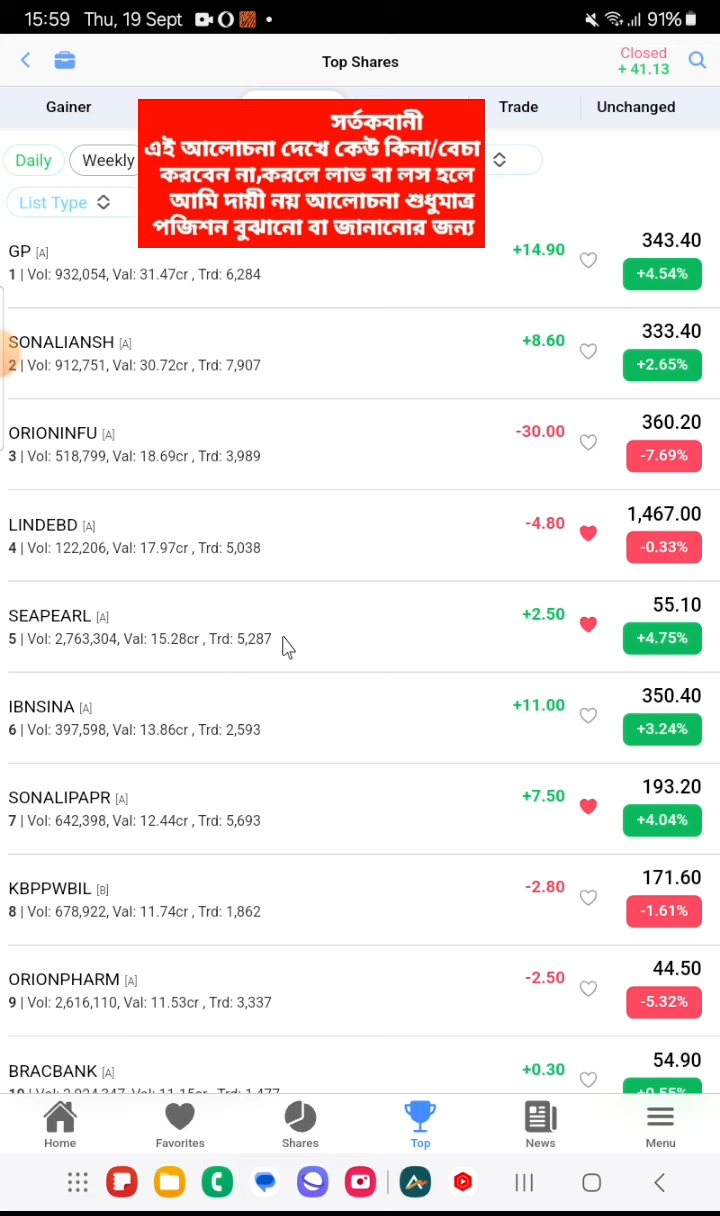 15:59 Thu, 19 Sept
91%
Top Shares
Closed
+ 41.13
Gainer
Trade
Unchanged
Daily
Weekly
List Type
সর্তকবানী
এই আলোচনা দেখে কেউ কিনা/বেচা
করবেন না,করলে লাভ বা লস হলে
আমি দায়ী নয় আলোচনা শুধুমাত্র
পজিশন বুঝানো বা জানানোর জন্য
GP [A] +14.90 343.40
1 | Vol: 932,054, Val: 31.47cr , Trd: 6,284 +4.54%
SONALIANSH [A] +8.60 333.40
2 | Vol: 912,751, Val: 30.72cr , Trd: 7,907 +2.65%
ORIONINFU [A] -30.00 360.20
3 | Vol: 518,799, Val: 18.69cr , Trd: 3,989 -7.69%
LINDEBD [A] -4.80 1,467.00
4 | Vol: 122,206, Val: 17.97cr , Trd: 5,038 -0.33%
SEAPEARL [A] +2.50 55.10
5 | Vol: 2,763,304, Val: 15.28cr , Trd: 5,287 +4.75%
IBNSINA [A] +11.00 350.40
6 | Vol: 397,598, Val: 13.86cr , Trd: 2,593 +3.24%
SONALIPAPR [A] +7.50 193.20
7 | Vol: 642,398, Val: 12.44cr , Trd: 5,693 +4.04%
KBPPWBIL [B] -2.80 171.60
8 | Vol: 678,922, Val: 11.74cr , Trd: 1,862 -1.61%
ORIONPHARM [A] -2.50 44.50
9 | Vol: 2,616,110, Val: 11.53cr , Trd: 3,337 -5.32%
BRACBANK [A] +0.30 54.90
Home Favorites Shares Top News Menu